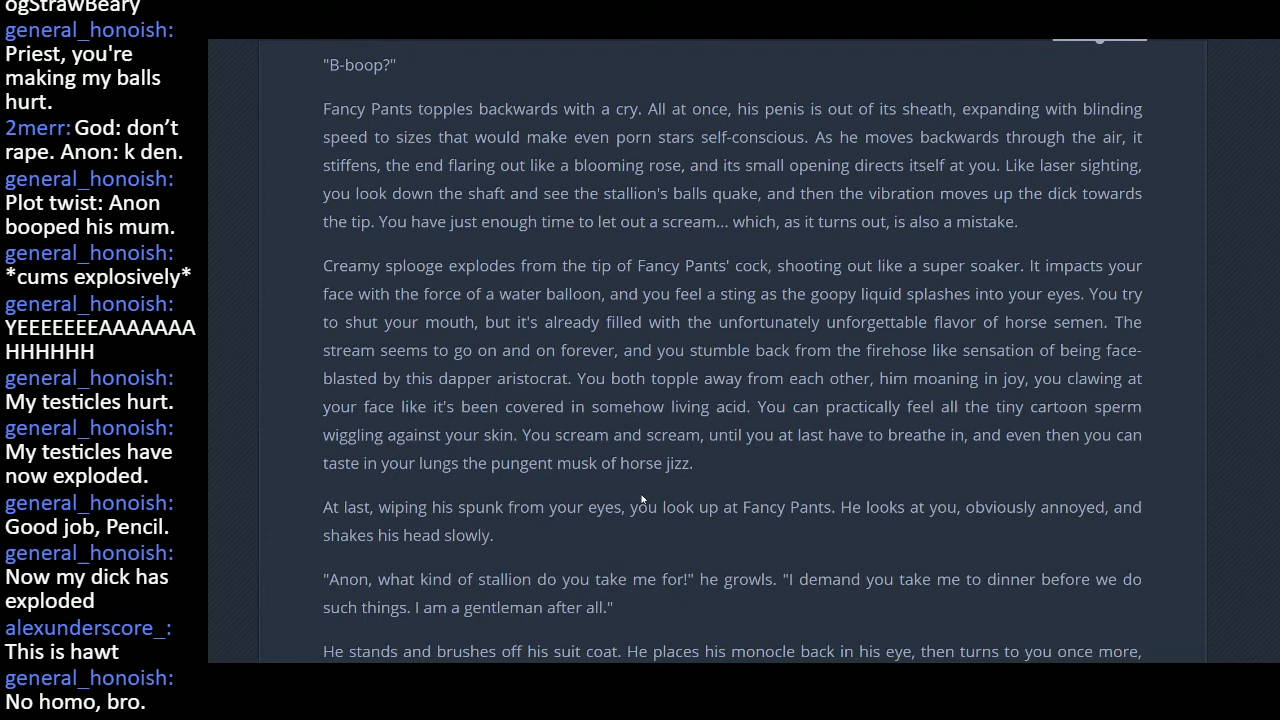 ogStrawBeary
general_honoish:
Priest, you're
making my balls
hurt.
2merr: God: don’t
rape. Anon: k den.
general_honoish:
Plot twist: Anon
booped his mum.
general_honoish:
*cums explosively*
general_honoish:
YEEEEEEEAAAAAAA
HHHHHH
general_honoish:
My testicles hurt.
general_honoish:
My testicles have
now exploded.
general_honoish:
Good job, Pencil.
general_honoish:
Now my dick has
exploded
alexunderscore_:
This is hawt
general_honoish:
No homo, bro.
"B-boop?"
Fancy Pants topples backwards with a cry. All at once, his penis is out of its sheath, expanding with blinding
speed to sizes that would make even porn stars self-conscious. As he moves backwards through the air, it
stiffens, the end flaring out like a blooming rose, and its small opening directs itself at you. Like laser sighting,
you look down the shaft and see the stallion's balls quake, and then the vibration moves up the dick towards
the tip. You have just enough time to let out a scream... which, as it turns out, is also a mistake.
Creamy splooge explodes from the tip of Fancy Pants' cock, shooting out like a super soaker. It impacts your
face with the force of a water balloon, and you feel a sting as the goopy liquid splashes into your eyes. You try
to shut your mouth, but it's already filled with the unfortunately unforgettable flavor of horse semen. The
stream seems to go on and on forever, and you stumble back from the firehose like sensation of being face-
blasted by this dapper aristocrat. You both topple away from each other, him moaning in joy, you clawing at
your face like it's been covered in somehow living acid. You can practically feel all the tiny cartoon sperm
wiggling against your skin. You scream and scream, until you at last have to breathe in, and even then you can
taste in your lungs the pungent musk of horse jizz.
At last, wiping his spunk from your eyes, you look up at Fancy Pants. He looks at you, obviously annoyed, and
shakes his head slowly.
"Anon, what kind of stallion do you take me for!" he growls. "I demand you take me to dinner before we do
such things. I am a gentleman after all."
He stands and brushes off his suit coat. He places his monocle back in his eye, then turns to you once more,